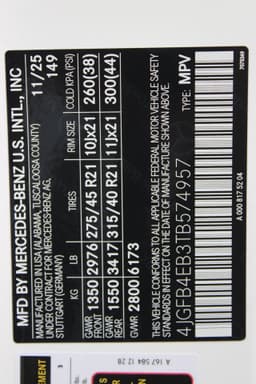 MFD BY MERCEDES-BENZ U.S. INTL., INC
MANUFACTURED IN USA (ALABAMA, TUSCALOOSA COUNTY)
UNDER CONTRACT FOR MERCEDES-BENZ AG,
STUTTGART/GERMANY
11/25
149
KG LB TIRES RIM SIZE COLD KPA(PSI)
GAWR FRONT 1350 2976 275/45 R21 10Jx21 260(38)
GAWR REAR 1550 3417 315/40 R21 11Jx21 300(44)
GVWR 2800 6173
THIS VEHICLE CONFORMS TO ALL APPLICABLE FEDERAL MOTOR VEHICLE SAFETY
STANDARDS IN EFFECT ON THE DATE OF MANUFACTURE SHOWN ABOVE.
4JGFB4EB3TB574957 TYPE: MPV
A 000 817 52 04
A 167 584 12 28